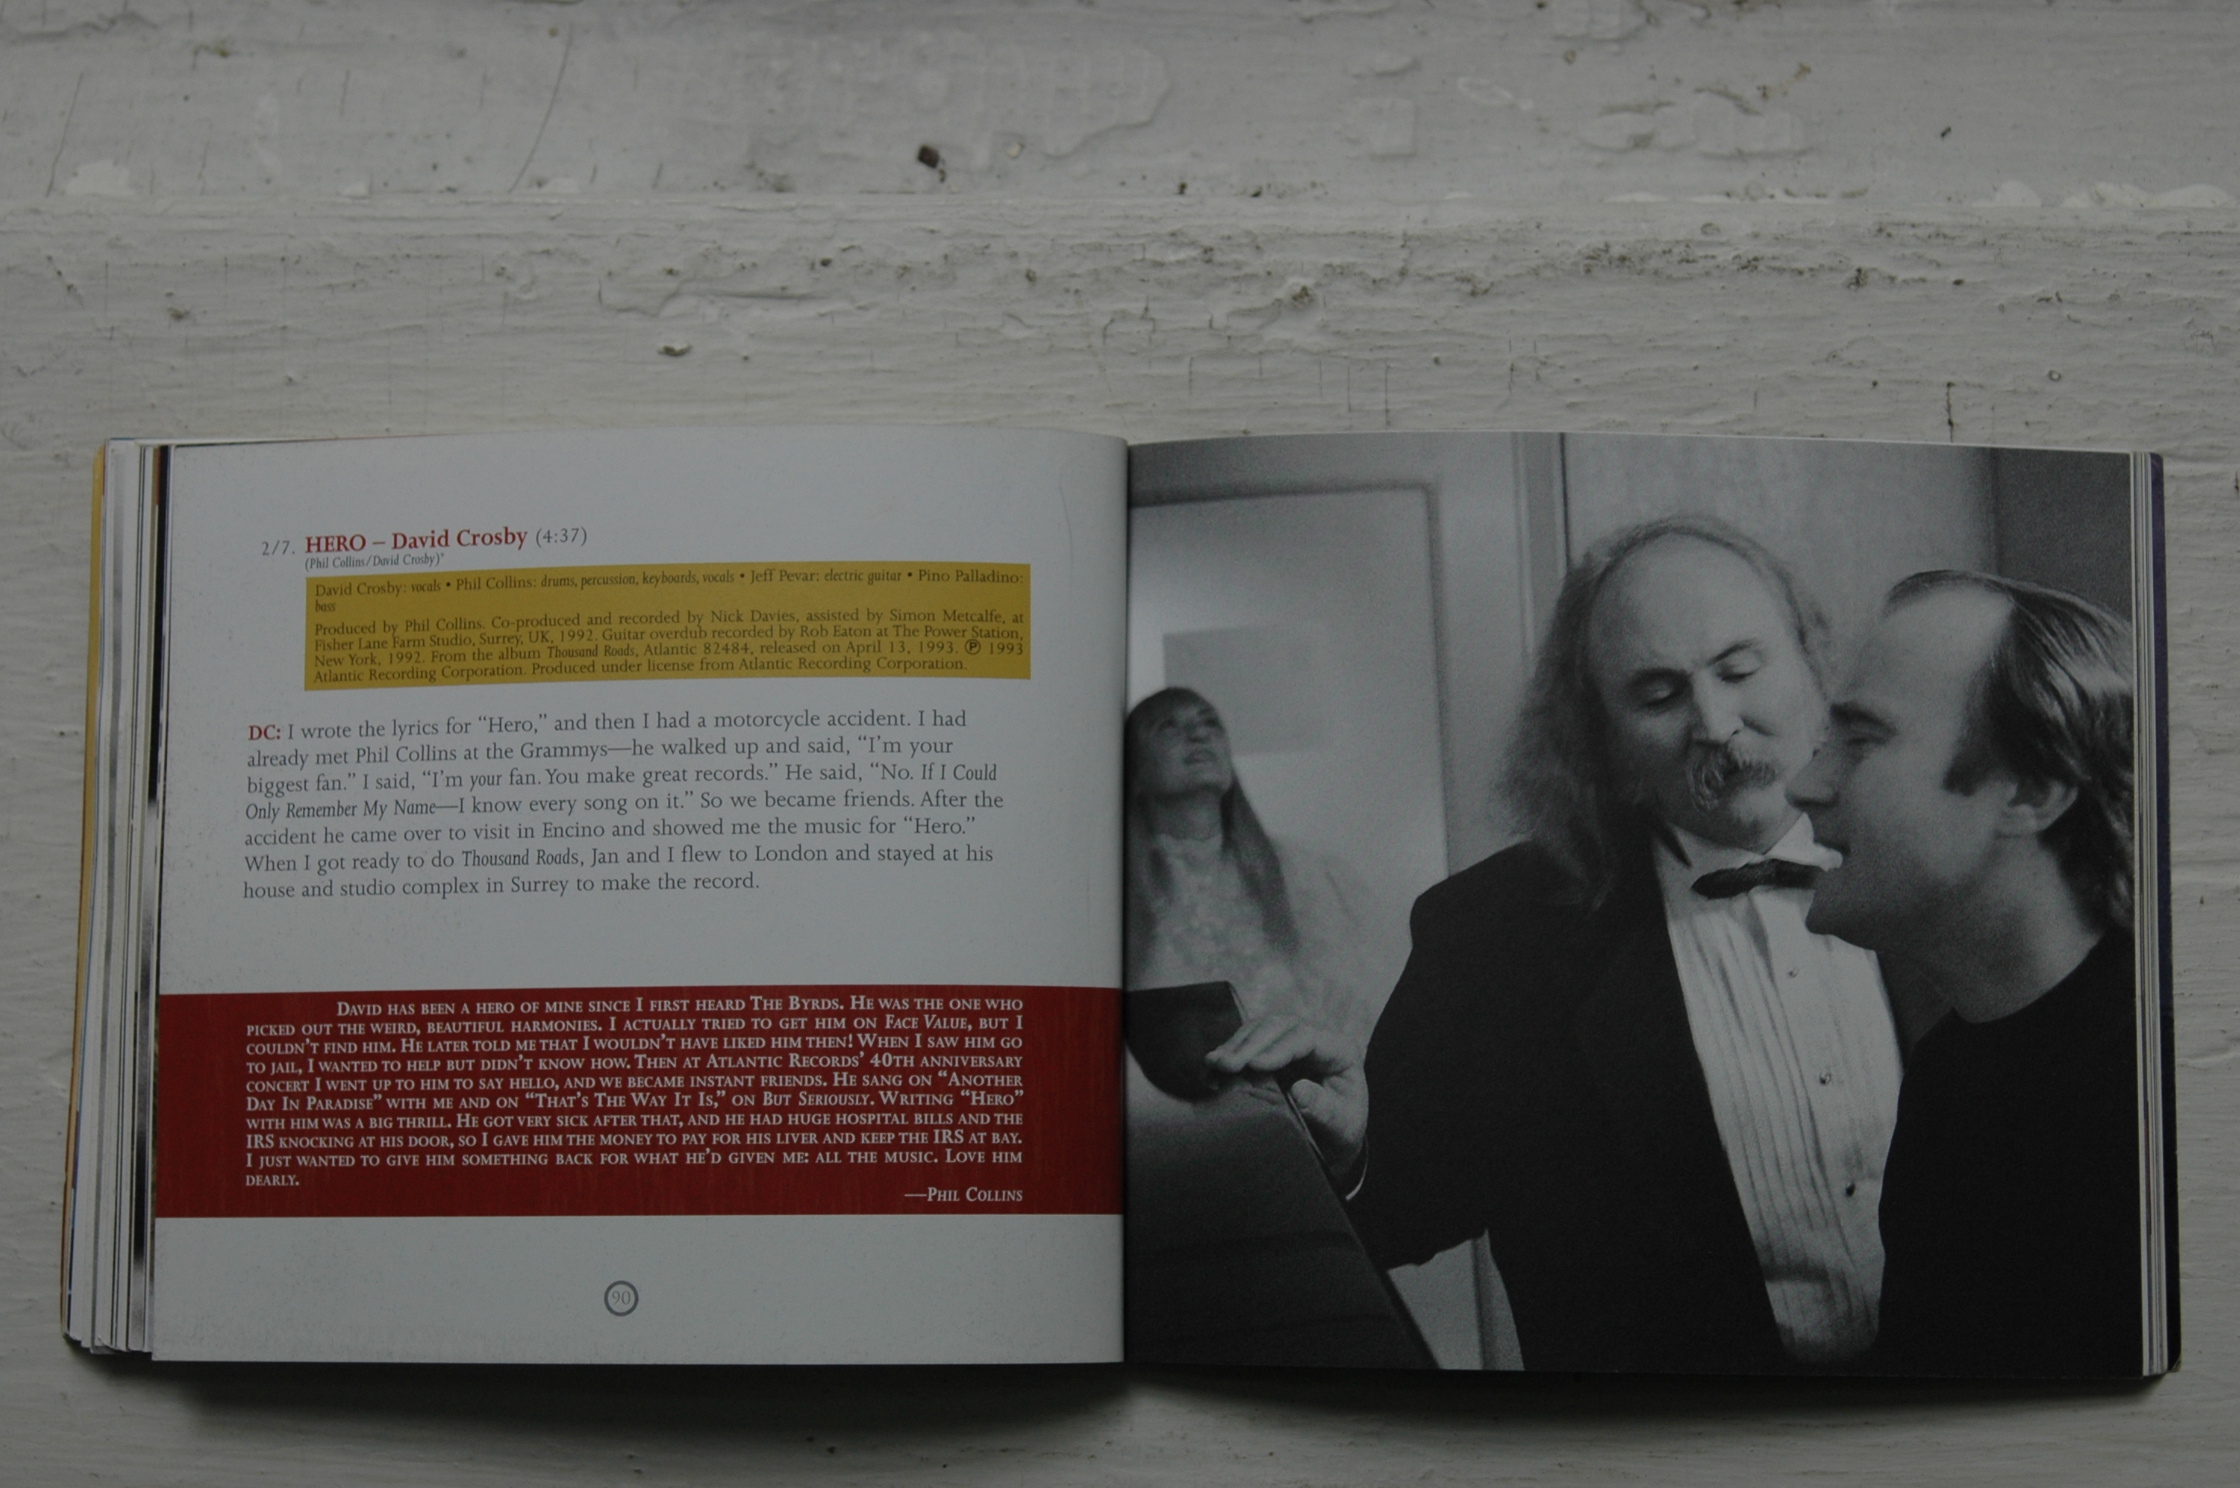 2/7. HERO – David Crosby (4:37)
(Phil Collins/David Crosby)*
David Crosby: vocals • Phil Collins: drums, percussion, keyboards, vocals • Jeff Pevar: electric guitar • Pino Palladino:
bass
Produced by Phil Collins. Co-produced and recorded by Nick Davies, assisted by Simon Metcalfe, at
Fisher Lane Farm Studio, Surrey, UK, 1992. Guitar overdub recorded by Rob Eaton at The Power Station,
New York, 1992. From the album Thousand Roads, Atlantic 82484, released on April 13, 1993. ℗ 1993
Atlantic Recording Corporation. Produced under license from Atlantic Recording Corporation.
DC: I wrote the lyrics for “Hero,” and then I had a motorcycle accident. I had
already met Phil Collins at the Grammys—he walked up and said, “I’m your
biggest fan.” I said, “I’m your fan. You make great records.” He said, “No. If I Could
Only Remember My Name—I know every song on it.” So we became friends. After the
accident he came over to visit in Encino and showed me the music for “Hero.”
When I got ready to do Thousand Roads, Jan and I flew to London and stayed at his
house and studio complex in Surrey to make the record.
DAVID HAS BEEN A HERO OF MINE SINCE I FIRST HEARD THE BYRDS. HE WAS THE ONE WHO
PICKED OUT THE WEIRD, BEAUTIFUL HARMONIES. I ACTUALLY TRIED TO GET HIM ON FACE VALUE, BUT I
COULDN’T FIND HIM. HE LATER TOLD ME THAT I WOULDN’T HAVE LIKED HIM THEN! WHEN I SAW HIM GO
TO JAIL, I WANTED TO HELP BUT DIDN’T KNOW HOW. THEN AT ATLANTIC RECORDS’ 40TH ANNIVERSARY
CONCERT I WENT UP TO HIM TO SAY HELLO, AND WE BECAME INSTANT FRIENDS. HE SANG ON “ANOTHER
DAY IN PARADISE” WITH ME AND ON “THAT’S THE WAY IT IS,” ON BUT SERIOUSLY. WRITING “HERO”
WITH HIM WAS A BIG THRILL. HE GOT VERY SICK AFTER THAT, AND HE HAD HUGE HOSPITAL BILLS AND THE
IRS KNOCKING AT HIS DOOR, SO I GAVE HIM THE MONEY TO PAY FOR HIS LIVER AND KEEP THE IRS AT BAY.
I JUST WANTED TO GIVE HIM SOMETHING BACK FOR WHAT HE’D GIVEN ME: ALL THE MUSIC. LOVE HIM
DEARLY.
—PHIL COLLINS
90